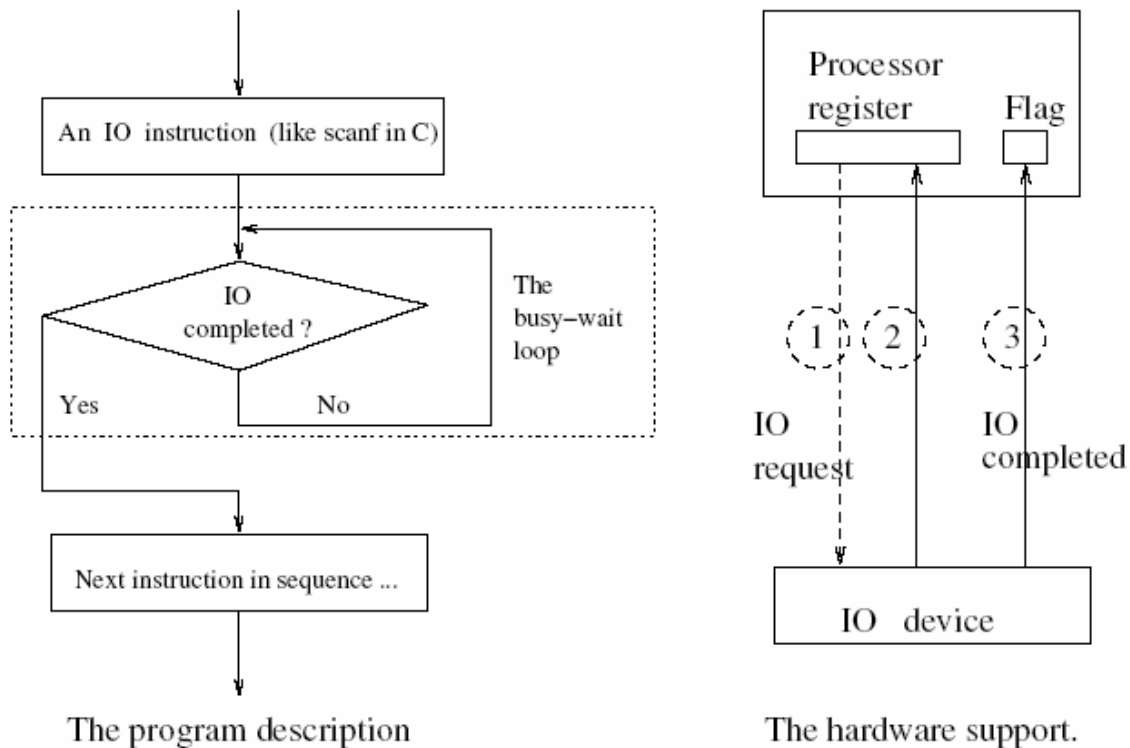 An IO instruction (like scanf in C)
IO
completed ?
The
busy-wait
loop
Yes
No
Next instruction in sequence ...
The program description
Processor
register
Flag
1
2
3
IO
request
IO
completed
IO device
The hardware support.